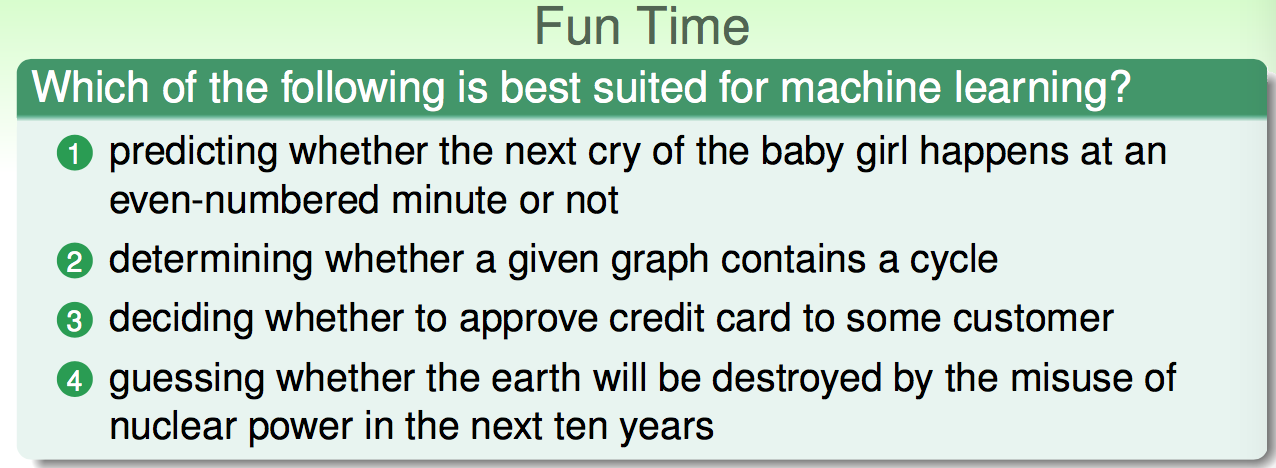 Fun Time
Which of the following is best suited for machine learning?
1 predicting whether the next cry of the baby girl happens at an
even-numbered minute or not
2 determining whether a given graph contains a cycle
3 deciding whether to approve credit card to some customer
4 guessing whether the earth will be destroyed by the misuse of
nuclear power in the next ten years